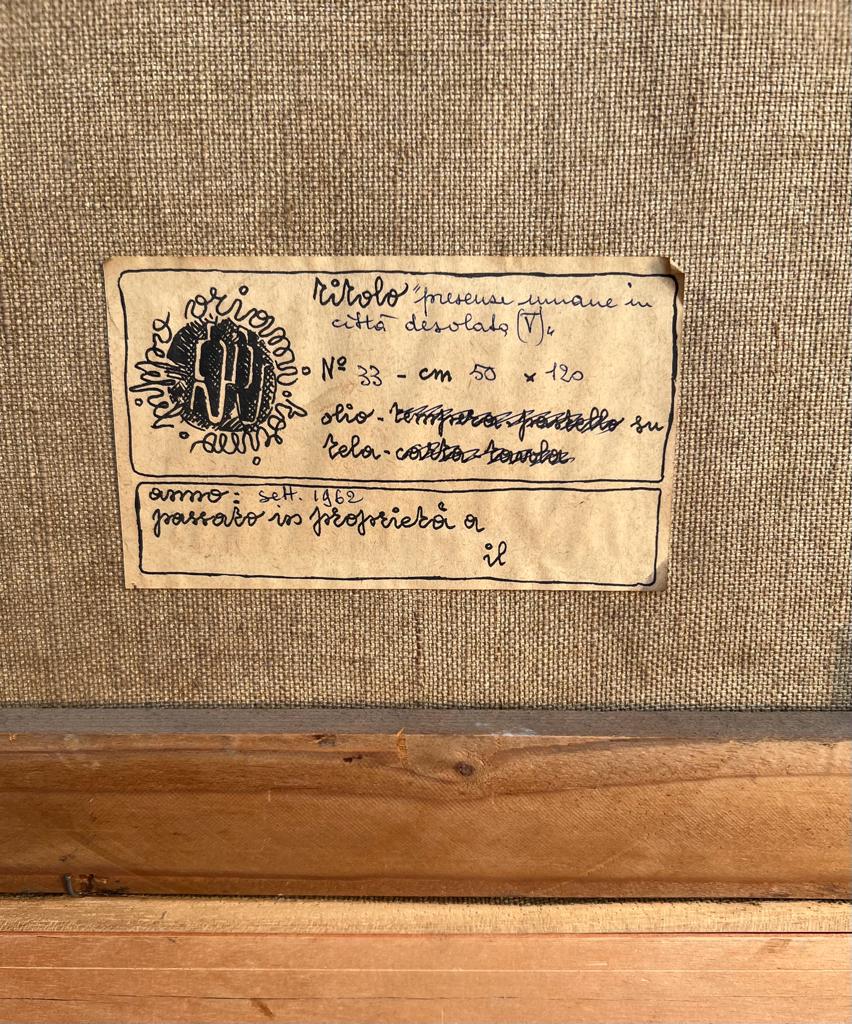 titolo "presenze umane in
città desolata (V)"
Nº 33 - cm 50 x 120
olio - tempera - pastello su
tela - carta - tavola
anno: sett. 1962
passato in proprietà a
il